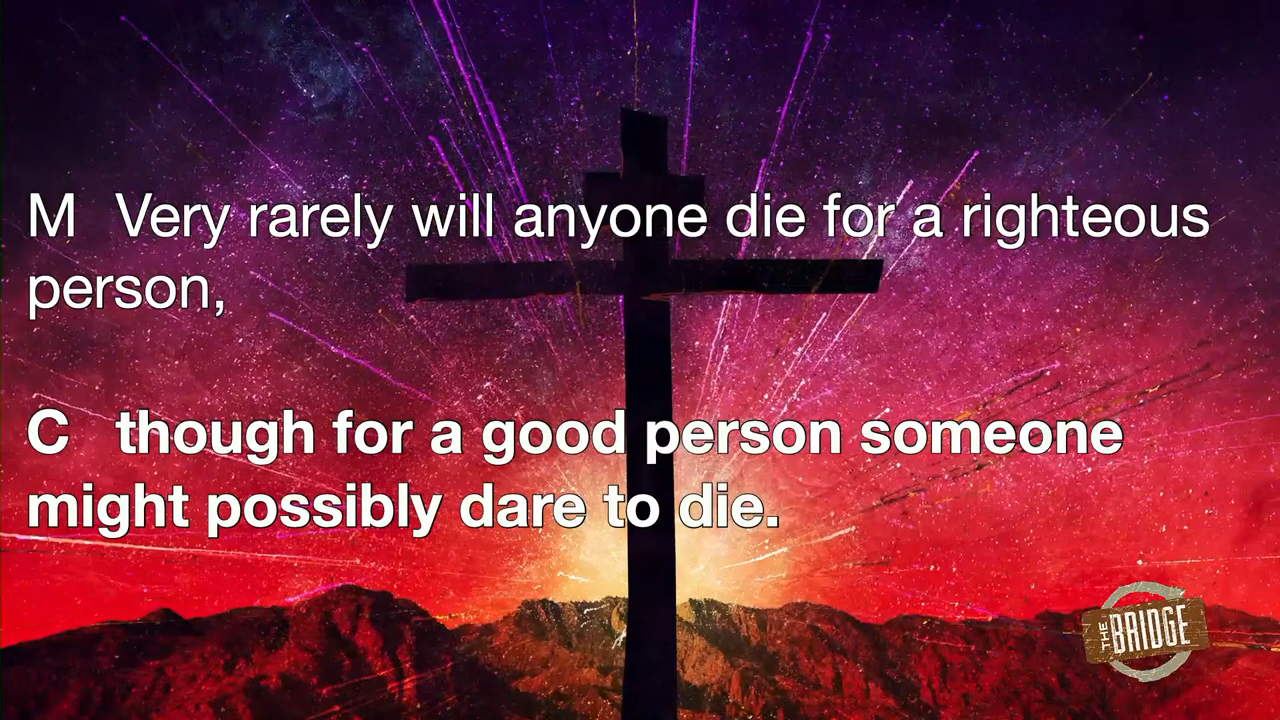 M Very rarely will anyone die for a righteous
person,
C though for a good person someone
might possibly dare to die.
THE BRIDGE